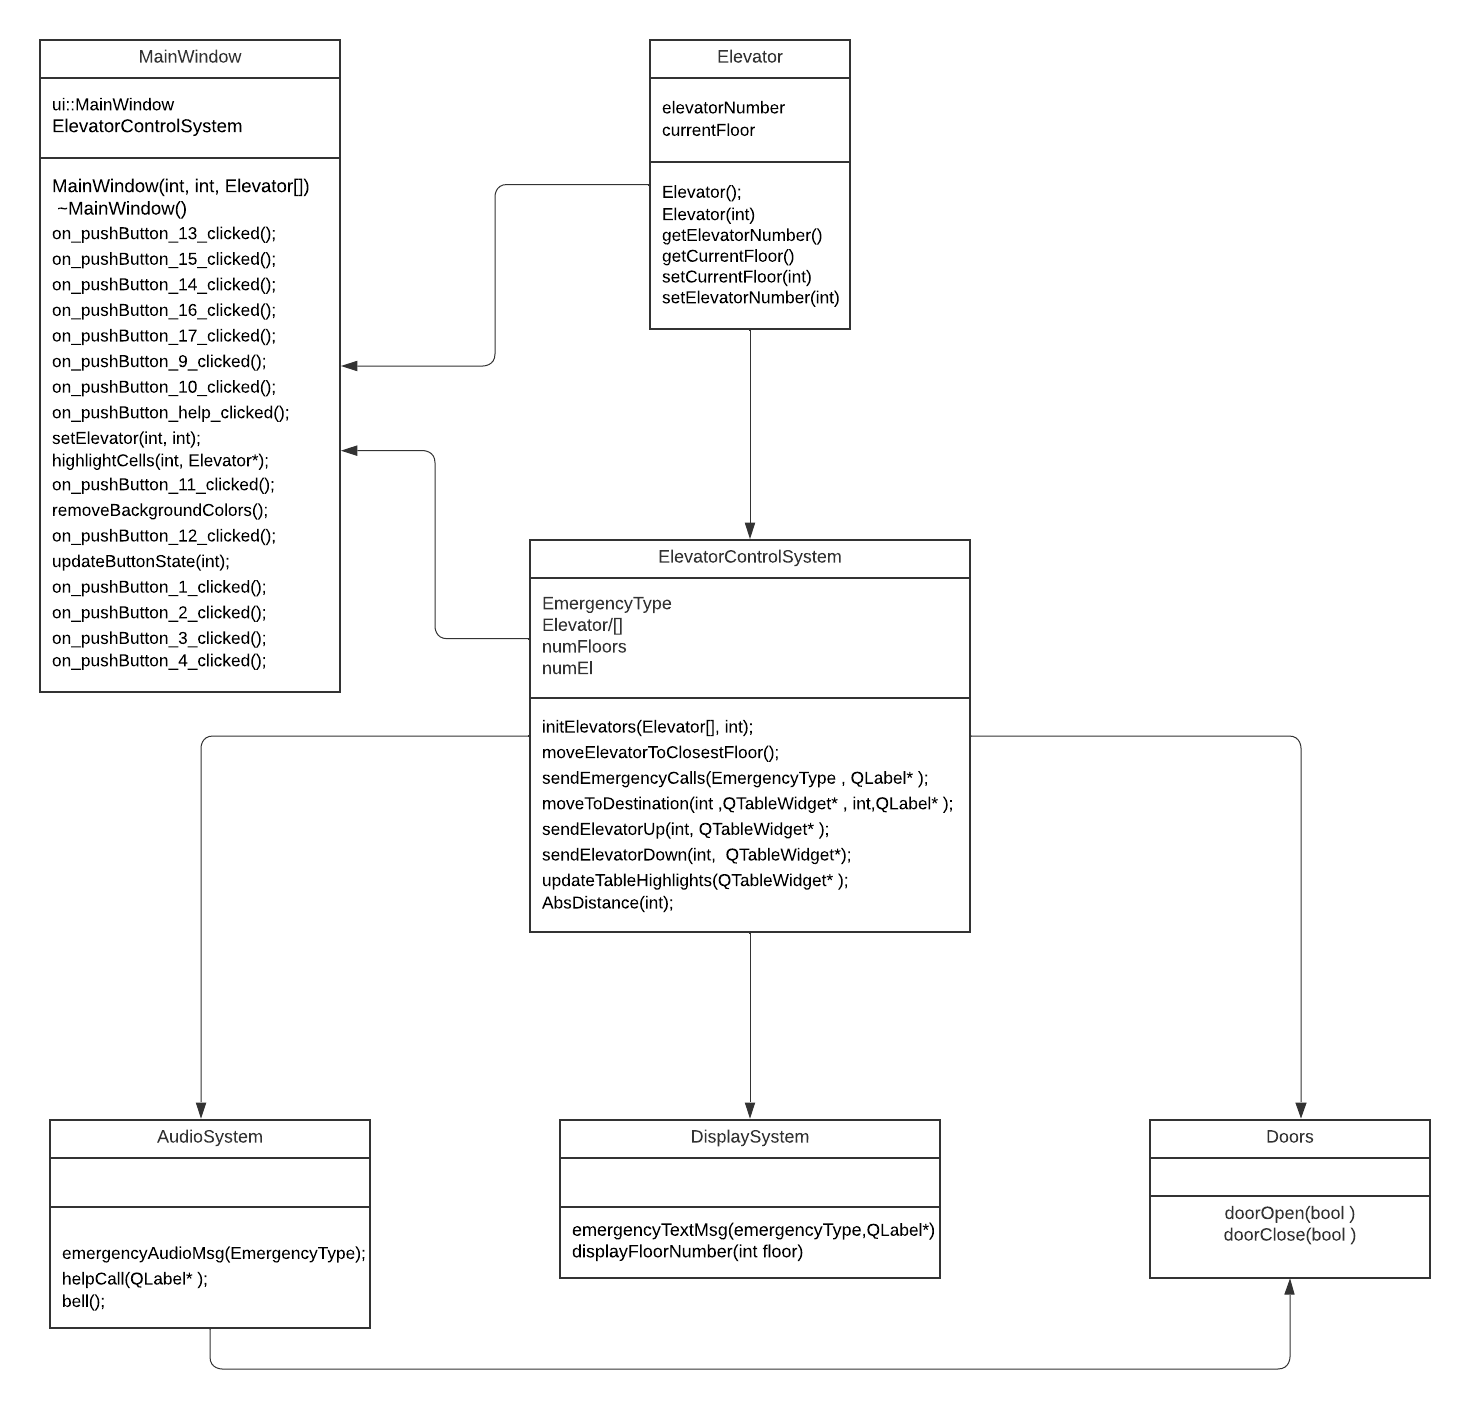 MainWindow
ui::MainWindow
ElevatorControlSystem
MainWindow(int, int, Elevator[])
~MainWindow()
on_pushButton_13_clicked();
on_pushButton_15_clicked();
on_pushButton_14_clicked();
on_pushButton_16_clicked();
on_pushButton_17_clicked();
on_pushButton_9_clicked();
on_pushButton_10_clicked();
on_pushButton_help_clicked();
setElevator(int, int);
highlightCells(int, Elevator*);
on_pushButton_11_clicked();
removeBackgroundColors();
on_pushButton_12_clicked();
updateButtonState(int);
on_pushButton_1_clicked();
on_pushButton_2_clicked();
on_pushButton_3_clicked();
on_pushButton_4_clicked();
Elevator
elevatorNumber
currentFloor
Elevator();
Elevator(int)
getElevatorNumber()
getCurrentFloor()
setCurrentFloor(int)
setElevatorNumber(int)
ElevatorControlSystem
EmergencyType
Elevator/[]
numFloors
numEl
initElevators(Elevator[], int);
moveElevatorToClosestFloor();
sendEmergencyCalls(EmergencyType , QLabel* );
moveToDestination(int ,QTableWidget* , int,QLabel* );
sendElevatorUp(int, QTableWidget* );
sendElevatorDown(int,  QTableWidget*);
updateTableHighlights(QTableWidget* );
AbsDistance(int);
AudioSystem
emergencyAudioMsg(EmergencyType);
helpCall(QLabel* );
bell();
DisplaySystem
emergencyTextMsg(emergencyType,QLabel*)
displayFloorNumber(int floor)
Doors
doorOpen(bool )
doorClose(bool )